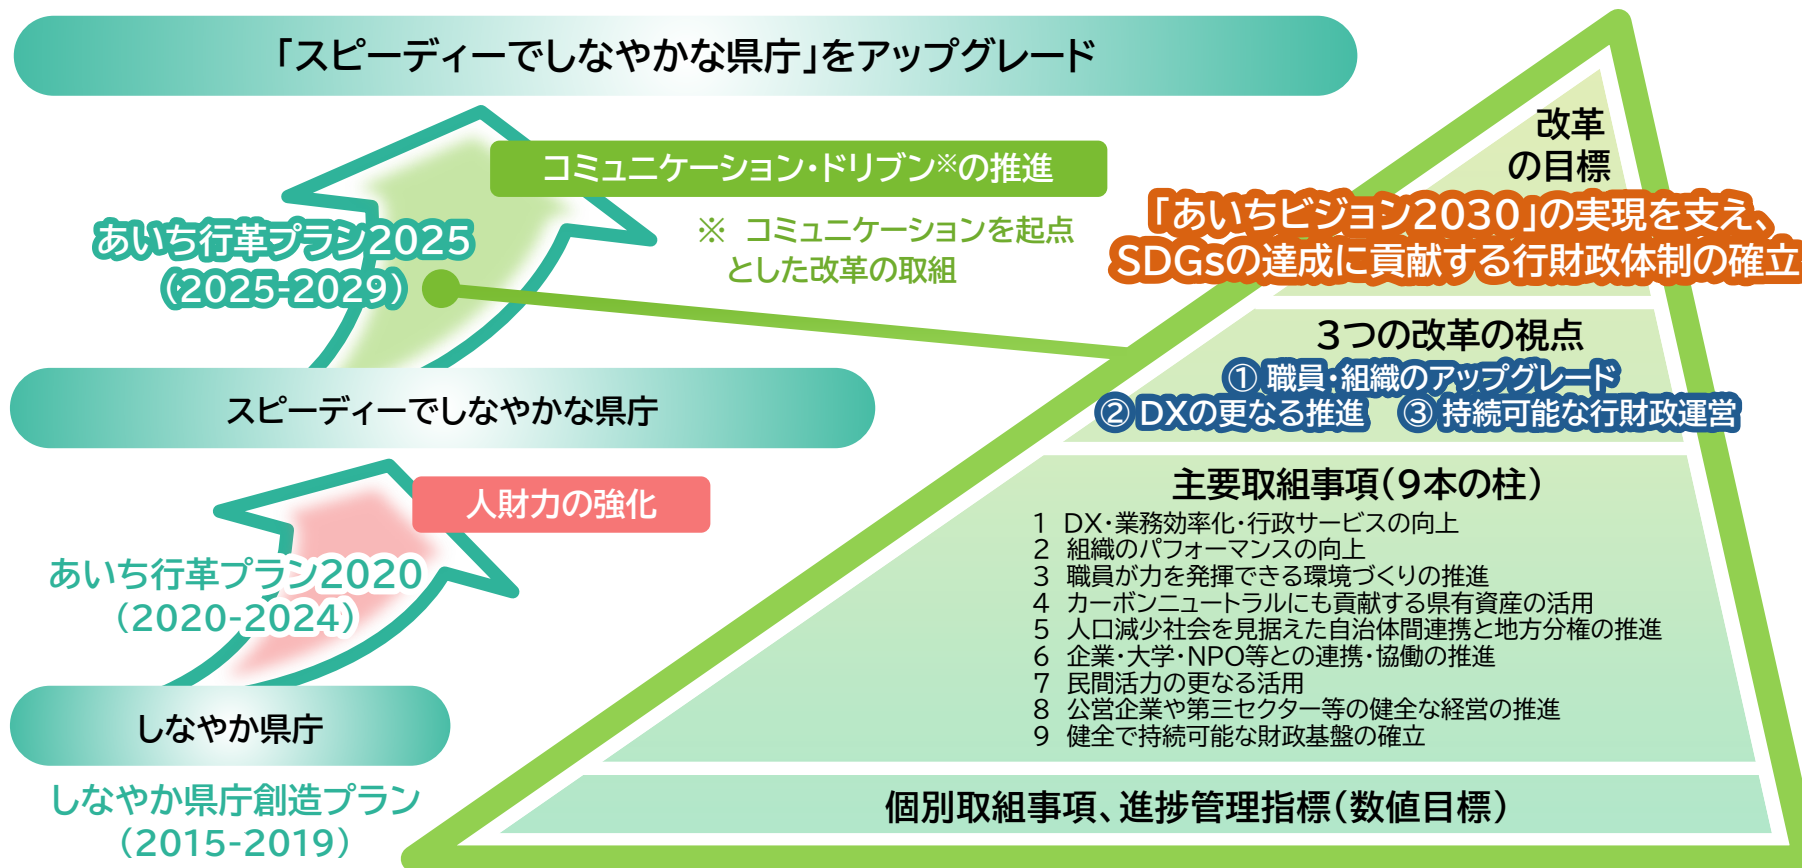 「スピーディーでしなやかな県庁」をアップグレード
コミュニケーション・ドリブン※の推進
※ コミュニケーションを起点
とした改革の取組
あいち行革プラン2025
（2025-2029）
スピーディーでしなやかな県庁
人財力の強化
あいち行革プラン2020
（2020-2024）
しなやか県庁
しなやか県庁創造プラン
（2015-2019）
改革
の目標
「あいちビジョン2030」の実現を支え、
SDGsの達成に貢献する行財政体制の確立
3つの改革の視点
① 職員・組織のアップグレード
② DXの更なる推進 ③ 持続可能な行財政運営
主要取組事項（9本の柱）
1 DX・業務効率化・行政サービスの向上
2 組織のパフォーマンスの向上
3 職員が力を発揮できる環境づくりの推進
4 カーボンニュートラルにも貢献する県有資産の活用
5 人口減少社会を見据えた自治体間連携と地方分権の推進
6 企業・大学・NPO等との連携・協働の推進
7 民間活力の更なる活用
8 公営企業や第三セクター等の健全な経営の推進
9 健全で持続可能な財政基盤の確立
個別取組事項、進捗管理指標（数値目標）